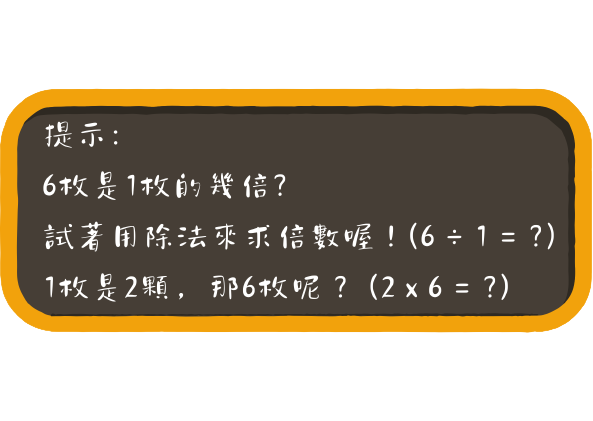 提示：
6枚是1枚的幾倍？
試著用除法來求倍數喔！(6 ÷ 1 = ?)
1枚是2顆，那6枚呢？ (2 x 6 = ?)